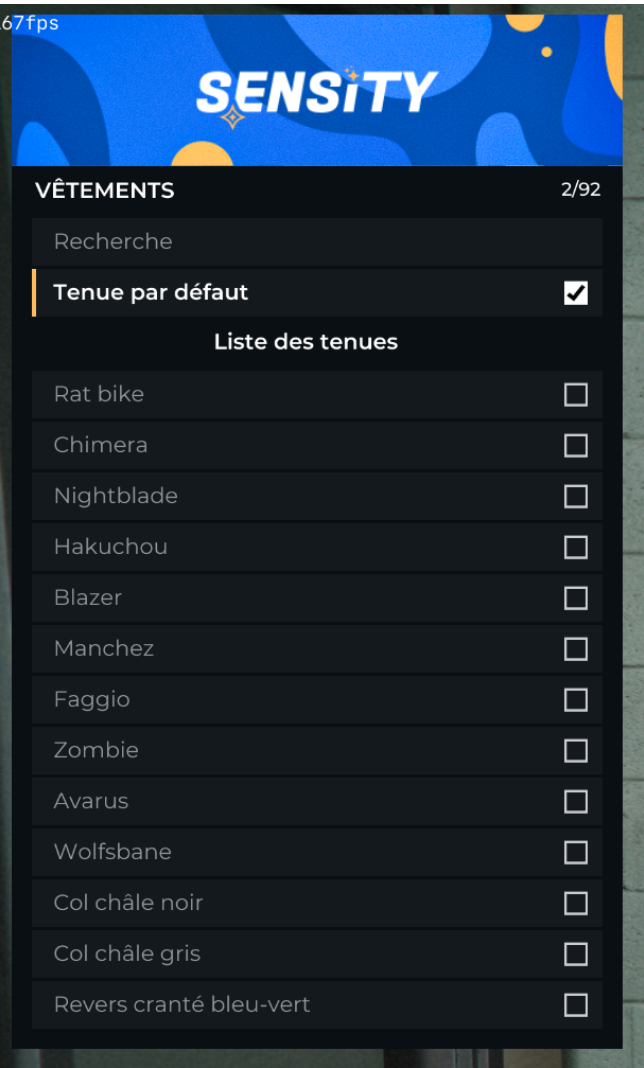 67fps
SENSiTY
VÊTEMENTS 2/92
Recherche
Tenue par défaut
Liste des tenues
Rat bike
Chimera
Nightblade
Hakuchou
Blazer
Manchez
Faggio
Zombie
Avarus
Wolfsbane
Col châle noir
Col châle gris
Revers cranté bleu-vert